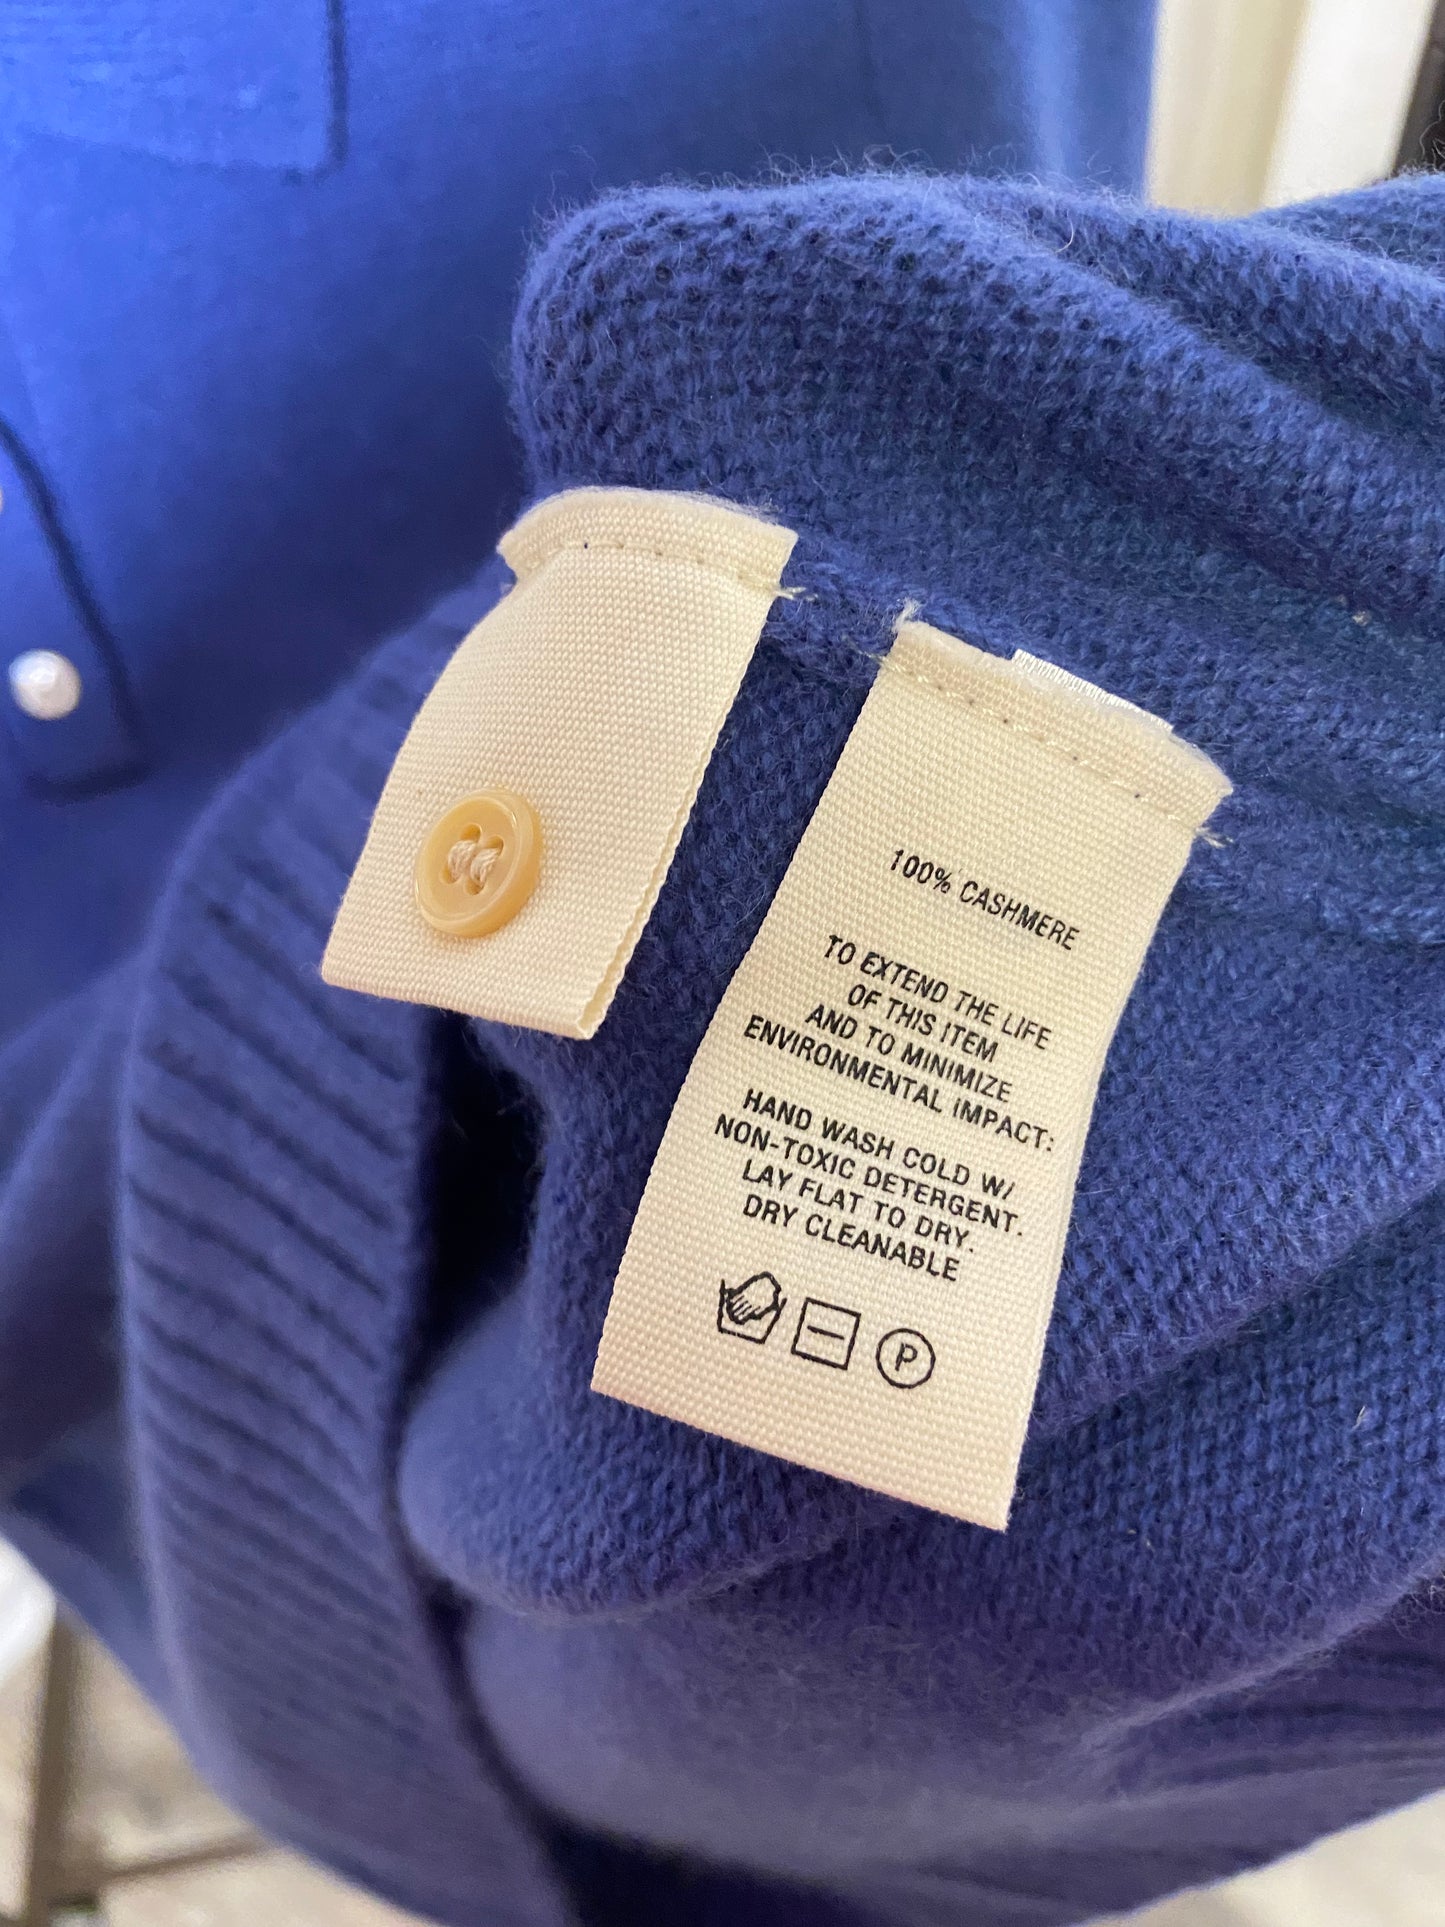 100% CASHMERE
TO EXTEND THE LIFE
OF THIS ITEM
AND TO MINIMIZE
ENVIRONMENTAL IMPACT:
HAND WASH COLD W/
NON-TOXIC DETERGENT.
LAY FLAT TO DRY.
DRY CLEANABLE
P